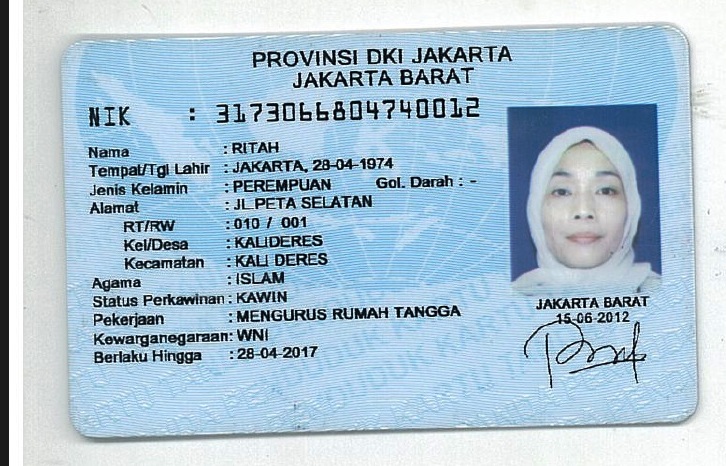 PROVINSI DKI JAKARTA
JAKARTA BARAT
NIK : 3173066804740012
Nama : RITAH
Tempat/Tgl Lahir : JAKARTA, 28-04-1974
Jenis Kelamin : PEREMPUAN Gol. Darah : -
Alamat : JL PETA SELATAN
RT/RW : 010 / 001
Kel/Desa : KALIDERES
Kecamatan : KALI DERES
Agama : ISLAM
Status Perkawinan : KAWIN
Pekerjaan : MENGURUS RUMAH TANGGA
Kewarganegaraan : WNI
Berlaku Hingga : 28-04-2017
JAKARTA BARAT
15-06-2012